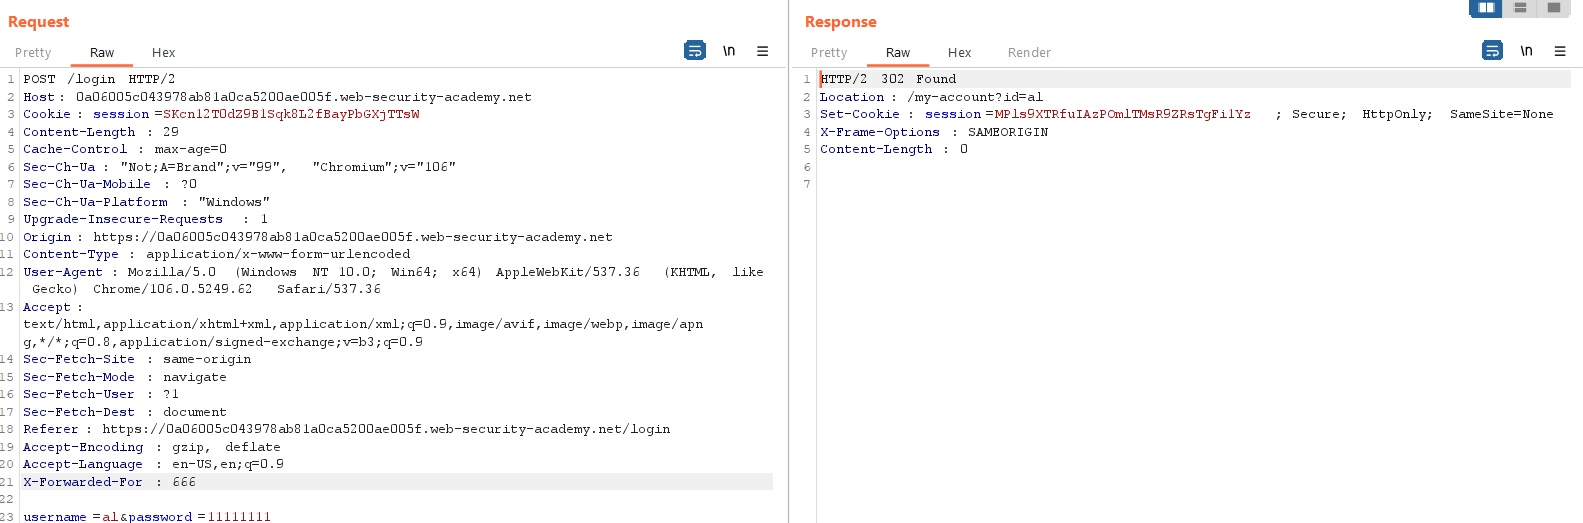 Request
Pretty Raw Hex
\n
1 POST /login HTTP/2
2 Host: 0a06005c043978ab81a0ca5200ae005f.web-security-academy.net
3 Cookie: session=SKcn12TOdZ9B1Sqk8L2fBayPbGXjTTsW
4 Content-Length: 29
5 Cache-Control: max-age=0
6 Sec-Ch-Ua: "Not;A=Brand";v="99", "Chromium";v="106"
7 Sec-Ch-Ua-Mobile: ?0
8 Sec-Ch-Ua-Platform: "Windows"
9 Upgrade-Insecure-Requests: 1
10 Origin: https://0a06005c043978ab81a0ca5200ae005f.web-security-academy.net
11 Content-Type: application/x-www-form-urlencoded
12 User-Agent: Mozilla/5.0 (Windows NT 10.0; Win64; x64) AppleWebKit/537.36 (KHTML, like
Gecko) Chrome/106.0.5249.62 Safari/537.36
13 Accept:
text/html,application/xhtml+xml,application/xml;q=0.9,image/avif,image/webp,image/apn
g,*/*;q=0.8,application/signed-exchange;v=b3;q=0.9
14 Sec-Fetch-Site: same-origin
15 Sec-Fetch-Mode: navigate
16 Sec-Fetch-User: ?1
17 Sec-Fetch-Dest: document
18 Referer: https://0a06005c043978ab81a0ca5200ae005f.web-security-academy.net/login
19 Accept-Encoding: gzip, deflate
20 Accept-Language: en-US,en;q=0.9
21 X-Forwarded-For: 666
22
23 username=al&password=11111111
Response
Pretty Raw Hex Render
\n
1 HTTP/2 302 Found
2 Location: /my-account?id=al
3 Set-Cookie: session=MPls9XTRfuIAzPOmlTMsR9ZRsTgFi1Yz; Secure; HttpOnly; SameSite=None
4 X-Frame-Options: SAMEORIGIN
5 Content-Length: 0
6
7